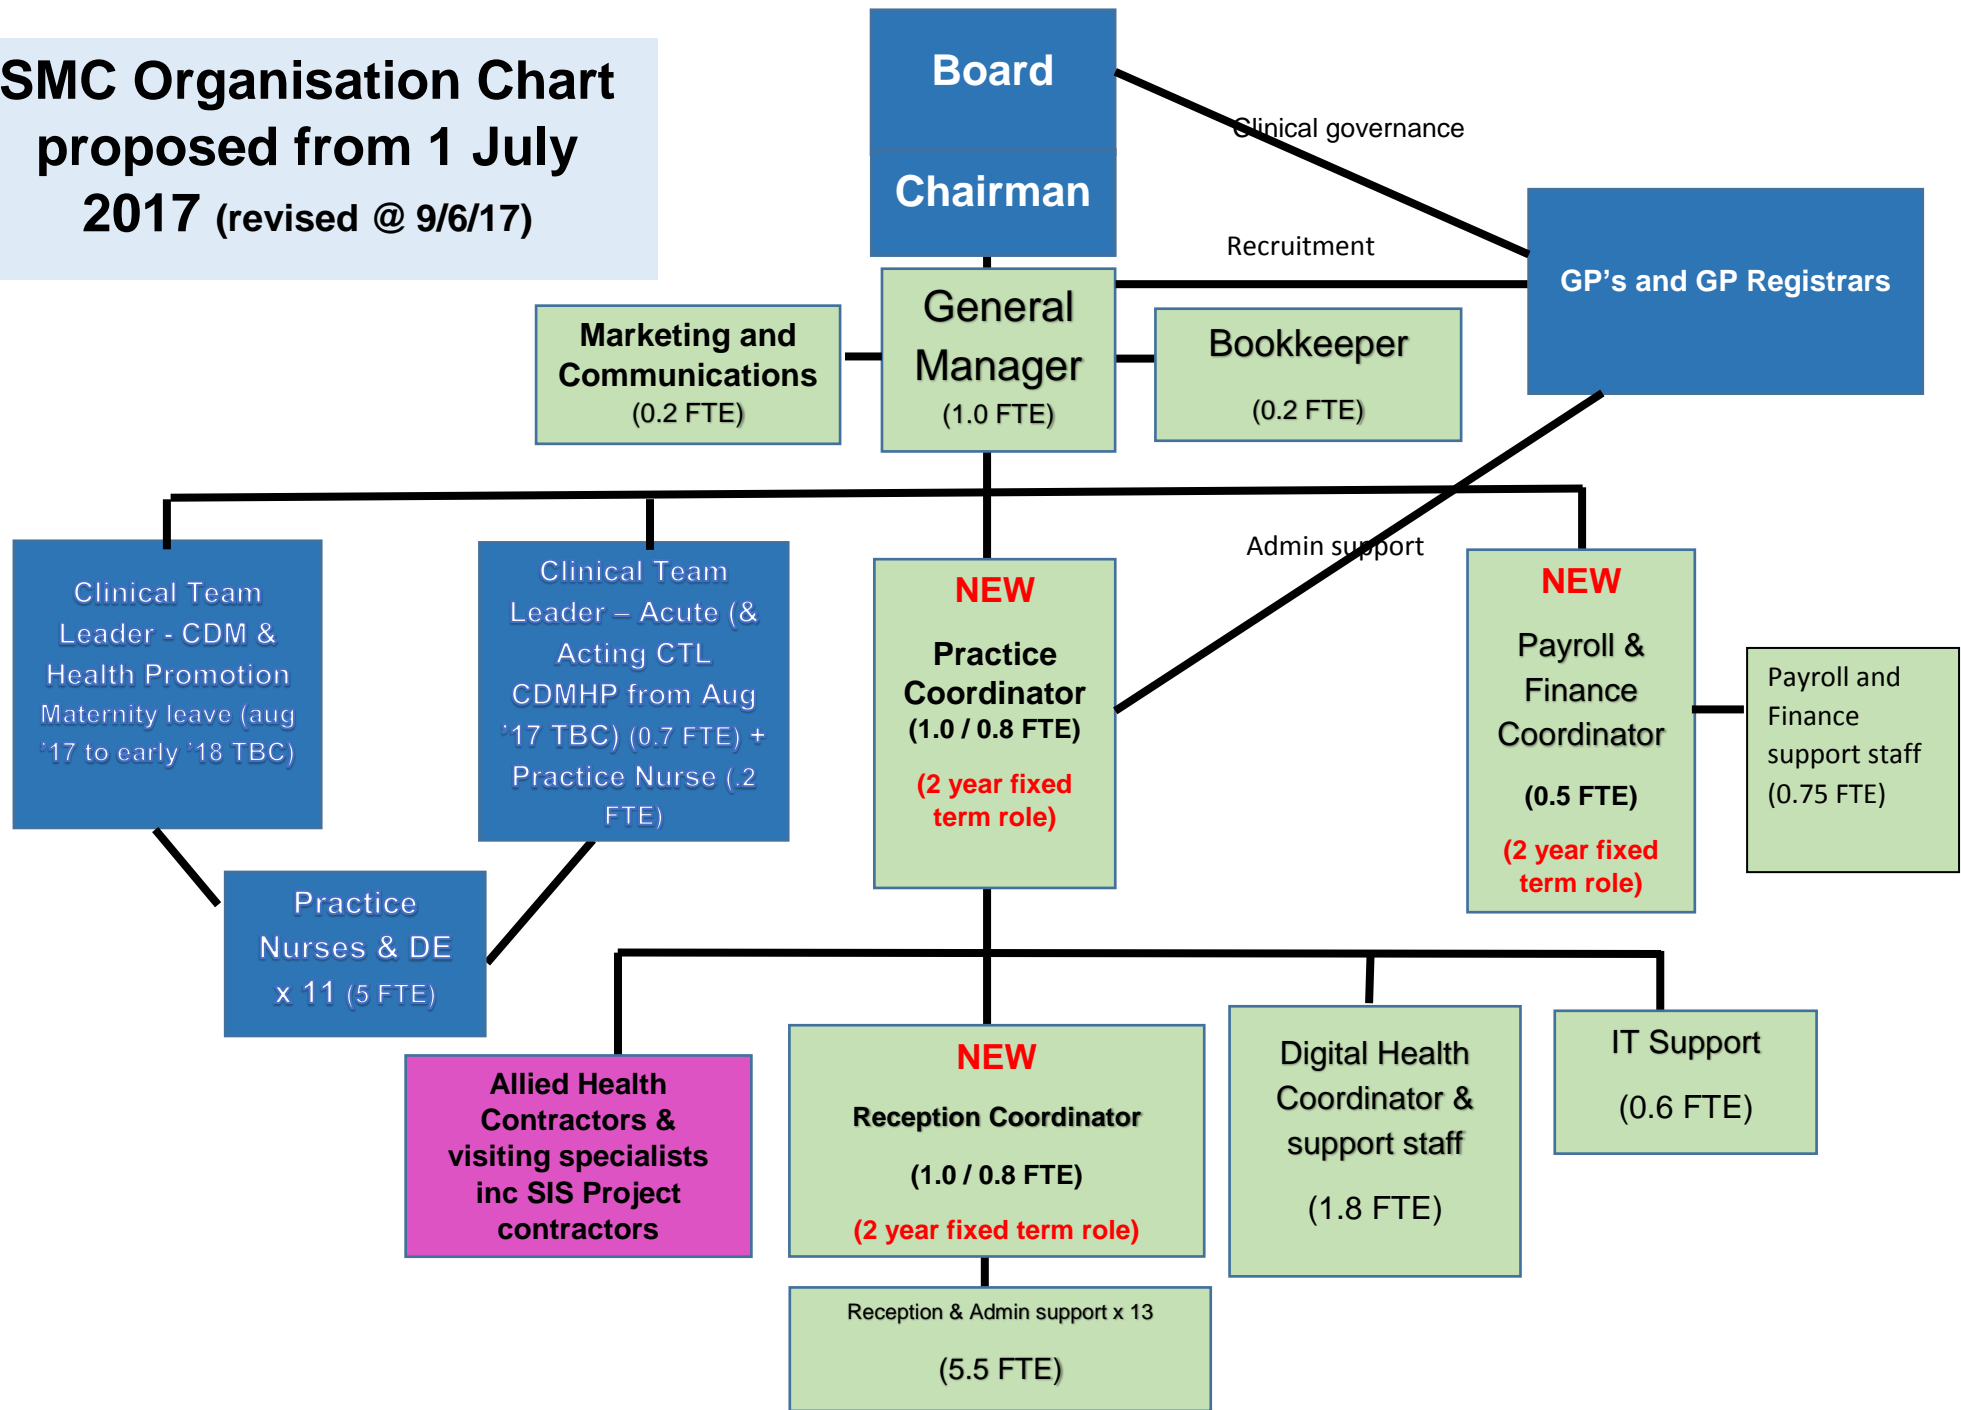 SMC Organisation Chart
proposed from 1 July
2017 (revised @ 9/6/17)
Board
Chairman
Clinical governance
Recruitment
GP’s and GP Registrars
Marketing and
Communications
(0.2 FTE)
General
Manager
(1.0 FTE)
Bookkeeper
(0.2 FTE)
Admin support
Clinical Team
Leader - CDM &
Health Promotion
Maternity leave (aug
’17 to early ’18 TBC)
Clinical Team
Leader – Acute (&
Acting CTL
CDMHP from Aug
’17 TBC) (0.7 FTE) +
Practice Nurse (.2
FTE)
NEW
Practice
Coordinator
(1.0 / 0.8 FTE)
(2 year fixed
term role)
NEW
Payroll &
Finance
Coordinator
(0.5 FTE)
(2 year fixed
term role)
Payroll and
Finance
support staff
(0.75 FTE)
Practice
Nurses & DE
x 11 (5 FTE)
Allied Health
Contractors &
visiting specialists
inc SIS Project
contractors
NEW
Reception Coordinator
(1.0 / 0.8 FTE)
(2 year fixed term role)
Digital Health
Coordinator &
support staff
(1.8 FTE)
IT Support
(0.6 FTE)
Reception & Admin support x 13
(5.5 FTE)